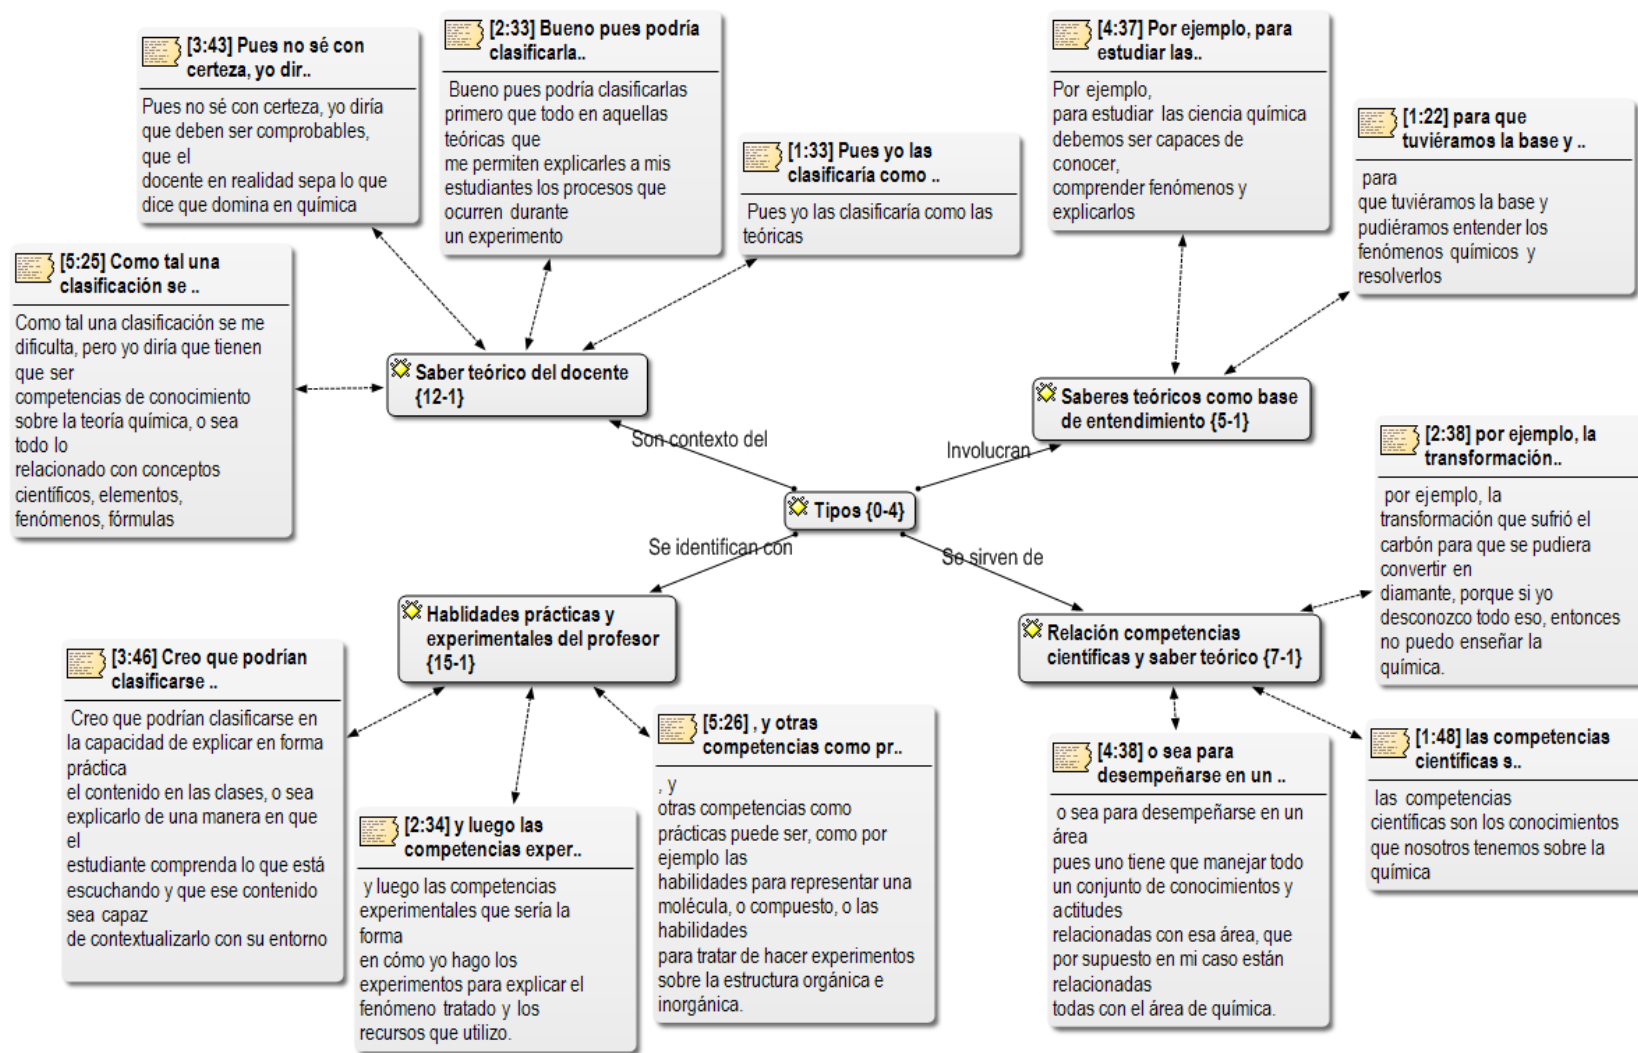 [3:43] Pues no sé con
certeza, yo dir..
Pues no sé con certeza, yo diría
que deben ser comprobables,
que el
docente en realidad sepa lo que
dice que domina en química
[2:33] Bueno pues podría
clasificarla..
Bueno pues podría clasificarlas
primero que todo en aquellas
teóricas que
me permiten explicarles a mis
estudiantes los procesos que
ocurren durante
un experimento
[1:33] Pues yo las
clasificaría como ..
Pues yo las clasificaría como las
teóricas
[4:37] Por ejemplo, para
estudiar las..
Por ejemplo,
para estudiar las ciencia química
debemos ser capaces de
conocer,
comprender fenómenos y
explicarlos
[1:22] para que
tuviéramos la base y ..
para
que tuviéramos la base y
pudiéramos entender los
fenómenos químicos y
resolverlos
[5:25] Como tal una
clasificación se ..
Como tal una clasificación se me
dificulta, pero yo diría que tienen
que ser
competencias de conocimiento
sobre la teoría química, o sea
todo lo
relacionado con conceptos
científicos, elementos,
fenómenos, fórmulas
Saber teórico del docente
{12-1}
Saberes teóricos como base
de entendimiento {5-1}
Son contexto del
Involucran
Tipos {0-4}
Se identifican con
Se sirven de
[2:38] por ejemplo, la
transformación..
por ejemplo, la
transformación que sufrió el
carbón para que se pudiera
convertir en
diamante, porque si yo
desconozco todo eso, entonces
no puedo enseñar la
química.
Hablidades prácticas y
experimentales del profesor
{15-1}
Relación competencias
científicas y saber teórico {7-1}
[3:46] Creo que podrían
clasificarse ..
Creo que podrían clasificarse en
la capacidad de explicar en forma
práctica
el contenido en las clases, o sea
explicarlo de una manera en que
el
estudiante comprenda lo que está
escuchando y que ese contenido
sea capaz
de contextualizarlo con su entorno
[2:34] y luego las
competencias exper..
y luego las competencias
experimentales que sería la
forma
en cómo yo hago los
experimentos para explicar el
fenómeno tratado y los
recursos que utilizo.
[5:26] , y otras
competencias como pr..
, y
otras competencias como
prácticas puede ser, como por
ejemplo las
habilidades para representar una
molécula, o compuesto, o las
habilidades
para tratar de hacer experimentos
sobre la estructura orgánica e
inorgánica.
[4:38] o sea para
desempeñarse en un ..
o sea para desempeñarse en un
área
pues uno tiene que manejar todo
un conjunto de conocimientos y
actitudes
relacionadas con esa área, que
por supuesto en mi caso están
relacionadas
todas con el área de química.
[1:48] las competencias
científicas s..
las competencias
científicas son los conocimientos
que nosotros tenemos sobre la
química